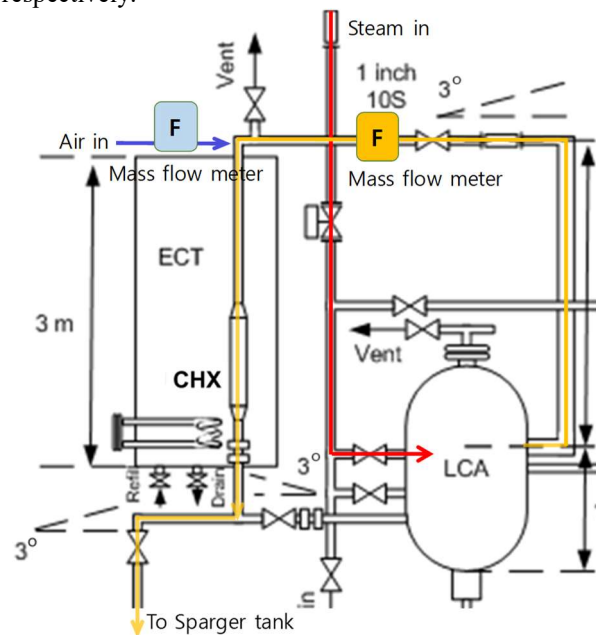 respectively.
Steam in
Vent
1 inch
10S
3°
F
F
Air in
Mass flow meter
Mass flow meter
ECT
3 m
Vent
CHX
LCA
Refil
Drain
3°
3°
in
To Sparger tank